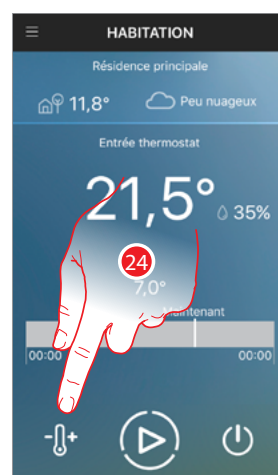 HABITATION
Résidence principale
11,8° Peu nuageux
Entrée thermostat
21,5° 35%
24
7,0°
Maintenant
00:00 00:00